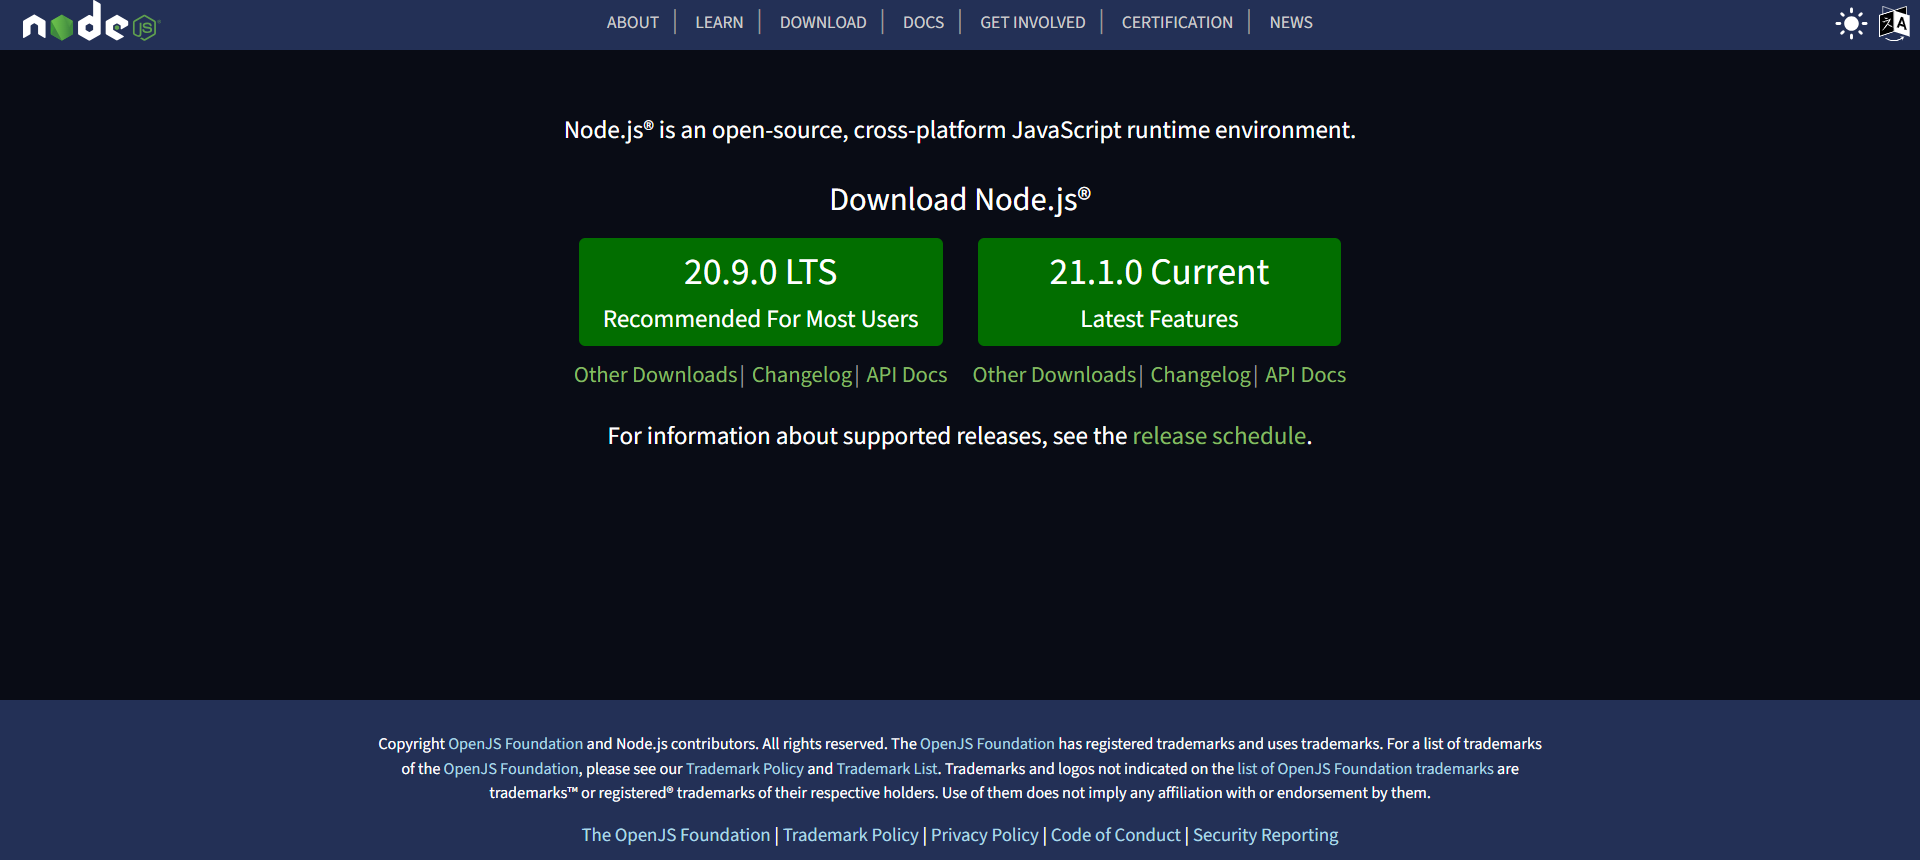 node JS
ABOUT | LEARN | DOWNLOAD | DOCS | GET INVOLVED | CERTIFICATION | NEWS
Node.js® is an open-source, cross-platform JavaScript runtime environment.
Download Node.js®
20.9.0 LTS
Recommended For Most Users
21.1.0 Current
Latest Features
Other Downloads | Changelog | API Docs
Other Downloads | Changelog | API Docs
For information about supported releases, see the release schedule.
Copyright OpenJS Foundation and Node.js contributors. All rights reserved. The OpenJS Foundation has registered trademarks and uses trademarks. For a list of trademarks
of the OpenJS Foundation, please see our Trademark Policy and Trademark List. Trademarks and logos not indicated on the list of OpenJS Foundation trademarks are
trademarks™ or registered® trademarks of their respective holders. Use of them does not imply any affiliation with or endorsement by them.
The OpenJS Foundation | Trademark Policy | Privacy Policy | Code of Conduct | Security Reporting